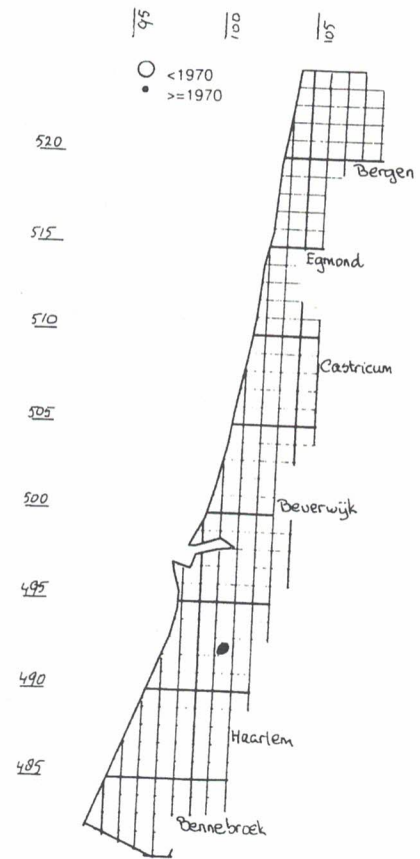 95 100 105
<1970
>=1970
520
Bergen
515
Egmond
510
Castricum
505
500
Beverwijk
495
490
Haarlem
485
Bennebroek